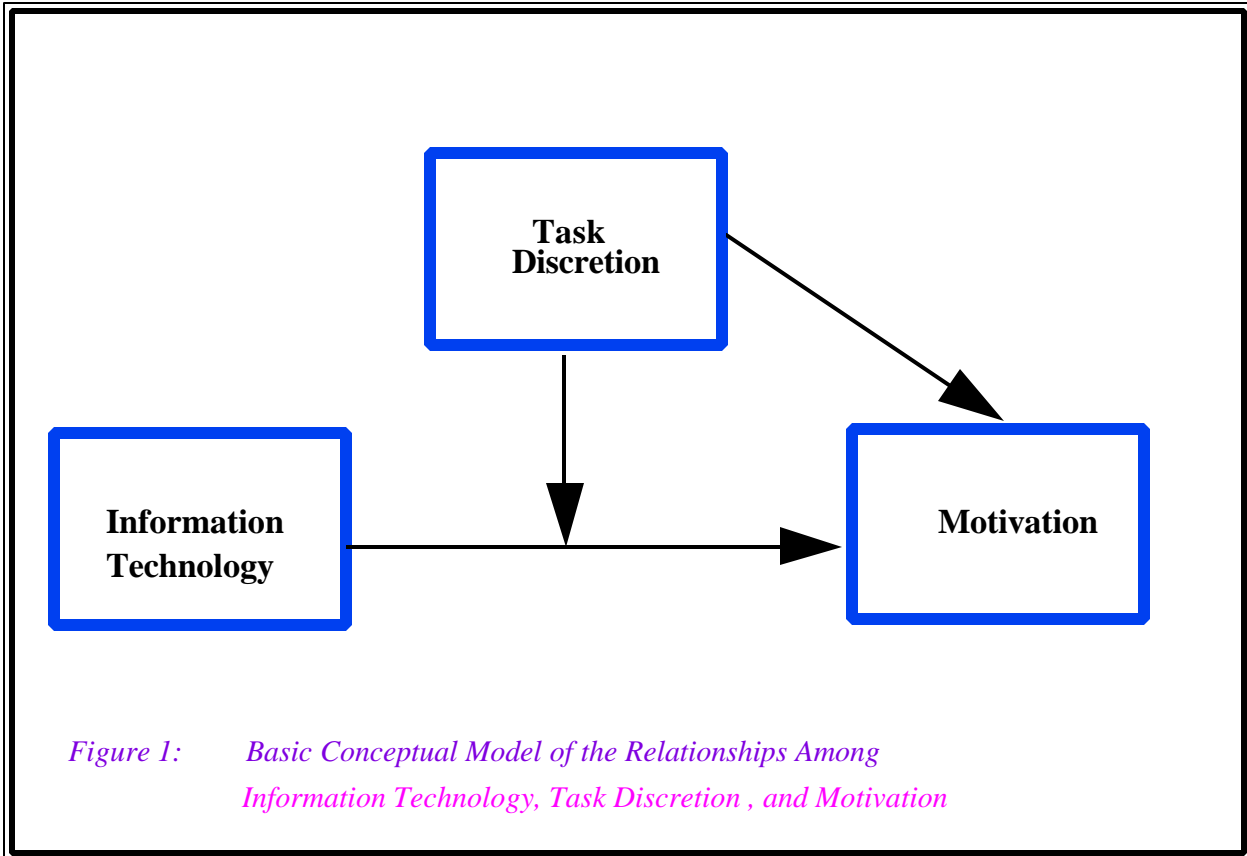 Task
Discretion
Information
Technology
Motivation
Figure 1: Basic Conceptual Model of the Relationships Among
Information Technology, Task Discretion , and Motivation